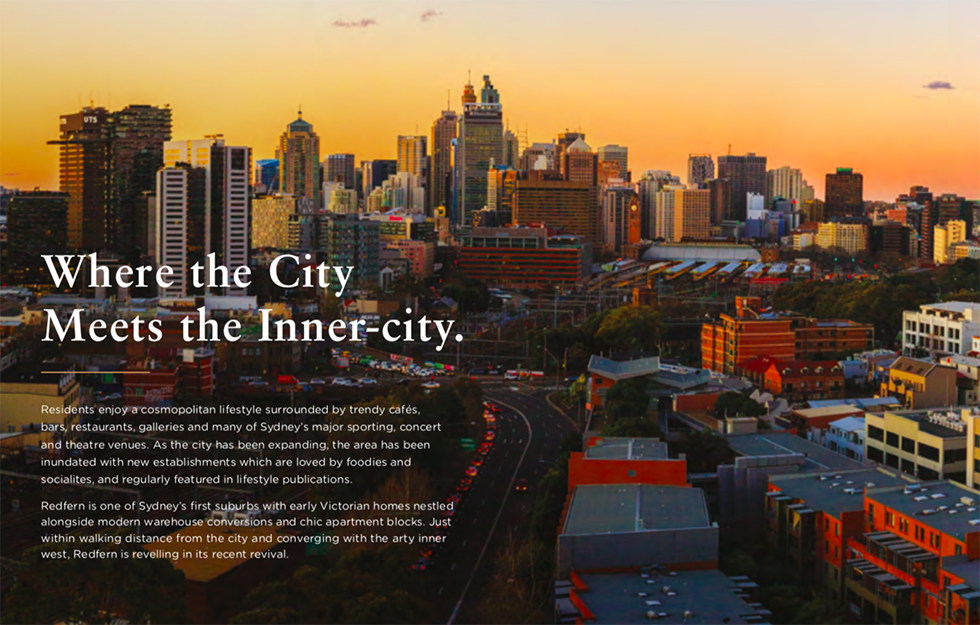 UTS
Where the City
Meets the Inner-city.
Residents enjoy a cosmopolitan lifestyle surrounded by trendy cafés,
bars, restaurants, galleries and many of Sydney's major sporting, concert
and theatre venues. As the city has been expanding, the area has been
inundated with new establishments which are loved by foodies and
socialites, and regularly featured in lifestyle publications.
Redfern is one of Sydney's first suburbs with early Victorian homes nestled
alongside modern warehouse conversions and chic apartment blocks. Just
within walking distance from the city and converging with the arty inner
west, Redfern is revelling in its recent revival.